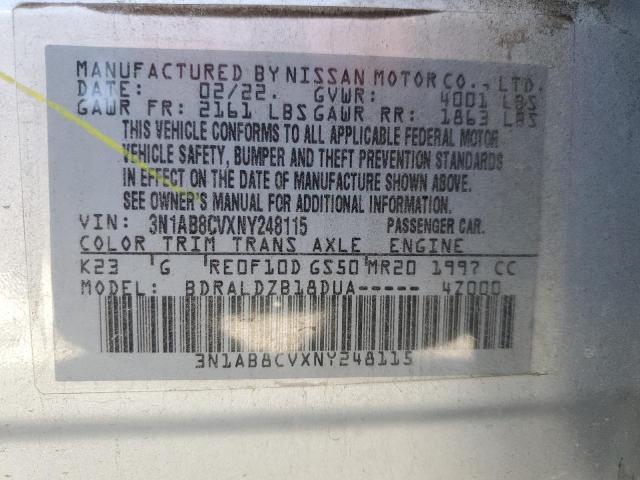 MANUFACTURED BY NISSAN MOTOR CO., LTD.
DATE: 02/22. GVWR: 4001 LBS
GAWR FR: 2161 LBS GAWR RR: 1863 LBS
THIS VEHICLE CONFORMS TO ALL APPLICABLE FEDERAL MOTOR
VEHICLE SAFETY, BUMPER AND THEFT PREVENTION STANDARDS
IN EFFECT ON THE DATE OF MANUFACTURE SHOWN ABOVE.
SEE OWNER'S MANUAL FOR ADDITIONAL INFORMATION.
VIN: 3N1AB8CVXNY248115 PASSENGER CAR.
COLOR TRIM TRANS AXLE ENGINE
K23 G RE0F10D GS50 MR20 1997 CC
MODEL: BDRALDZB18DUA----- 4Z000
3N1AB8CVXNY248115